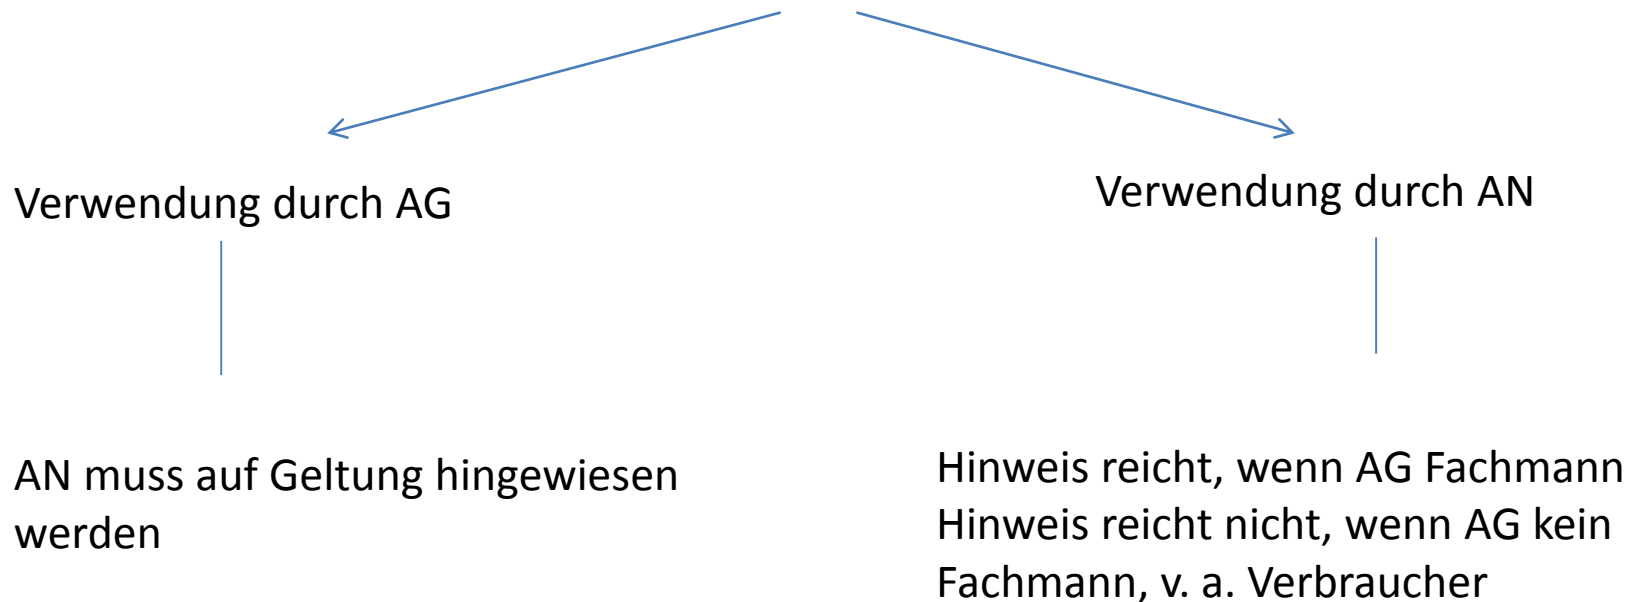 Verwendung durch AG
Verwendung durch AN
AN muss auf Geltung hingewiesen
werden
Hinweis reicht, wenn AG Fachmann
Hinweis reicht nicht, wenn AG kein
Fachmann, v. a. Verbraucher